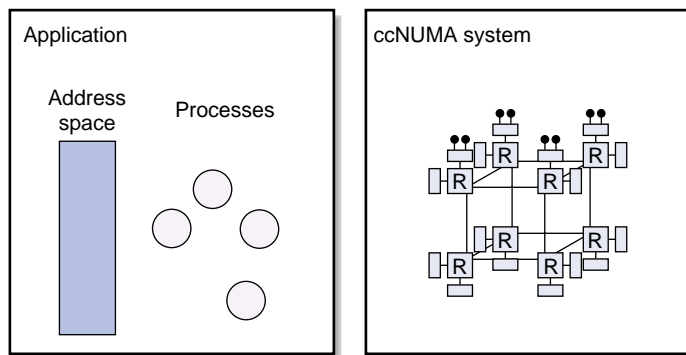 Application
Address
space
Processes
ccNUMA system
R
R
R
R
R
R
R
R